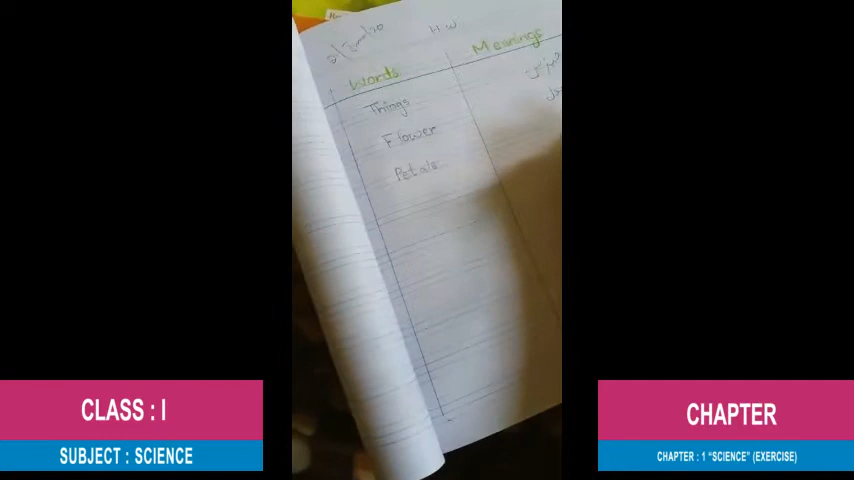 H W
Words
Meanings
Things
Flower
Petals
CLASS : I
SUBJECT : SCIENCE
CHAPTER
CHAPTER : 1 “SCIENCE” (EXERCISE)